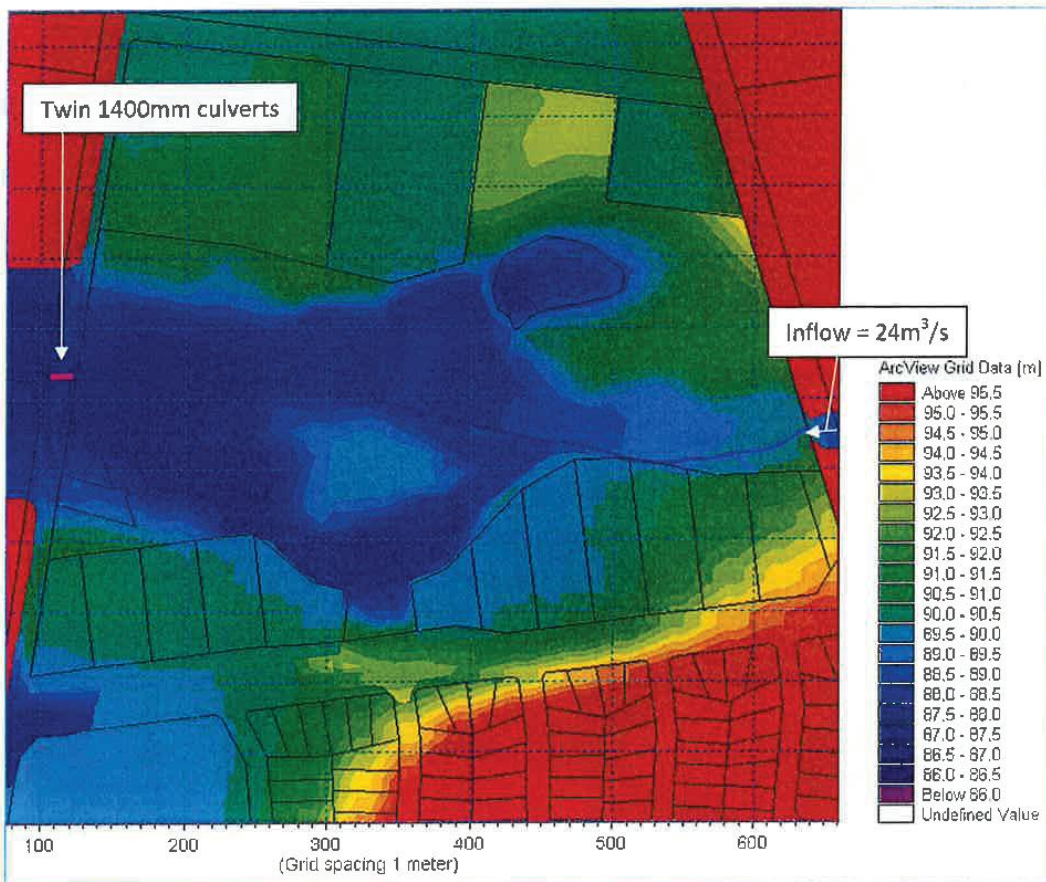 Twin 1400mm culverts
Inflow = 24m³/s
ArcView Grid Data [m]
Above 95.5
95.0 - 95.5
94.5 - 95.0
94.0 - 94.5
93.5 - 94.0
93.0 - 93.5
92.5 - 93.0
92.0 - 92.5
91.5 - 92.0
91.0 - 91.5
90.5 - 91.0
90.0 - 90.5
89.5 - 90.0
89.0 - 89.5
88.5 - 89.0
88.0 - 88.5
87.5 - 88.0
87.0 - 87.5
86.5 - 87.0
86.0 - 86.5
Below 86.0
Undefined Value
100 200 300 400 500 600
(Grid spacing 1 meter)